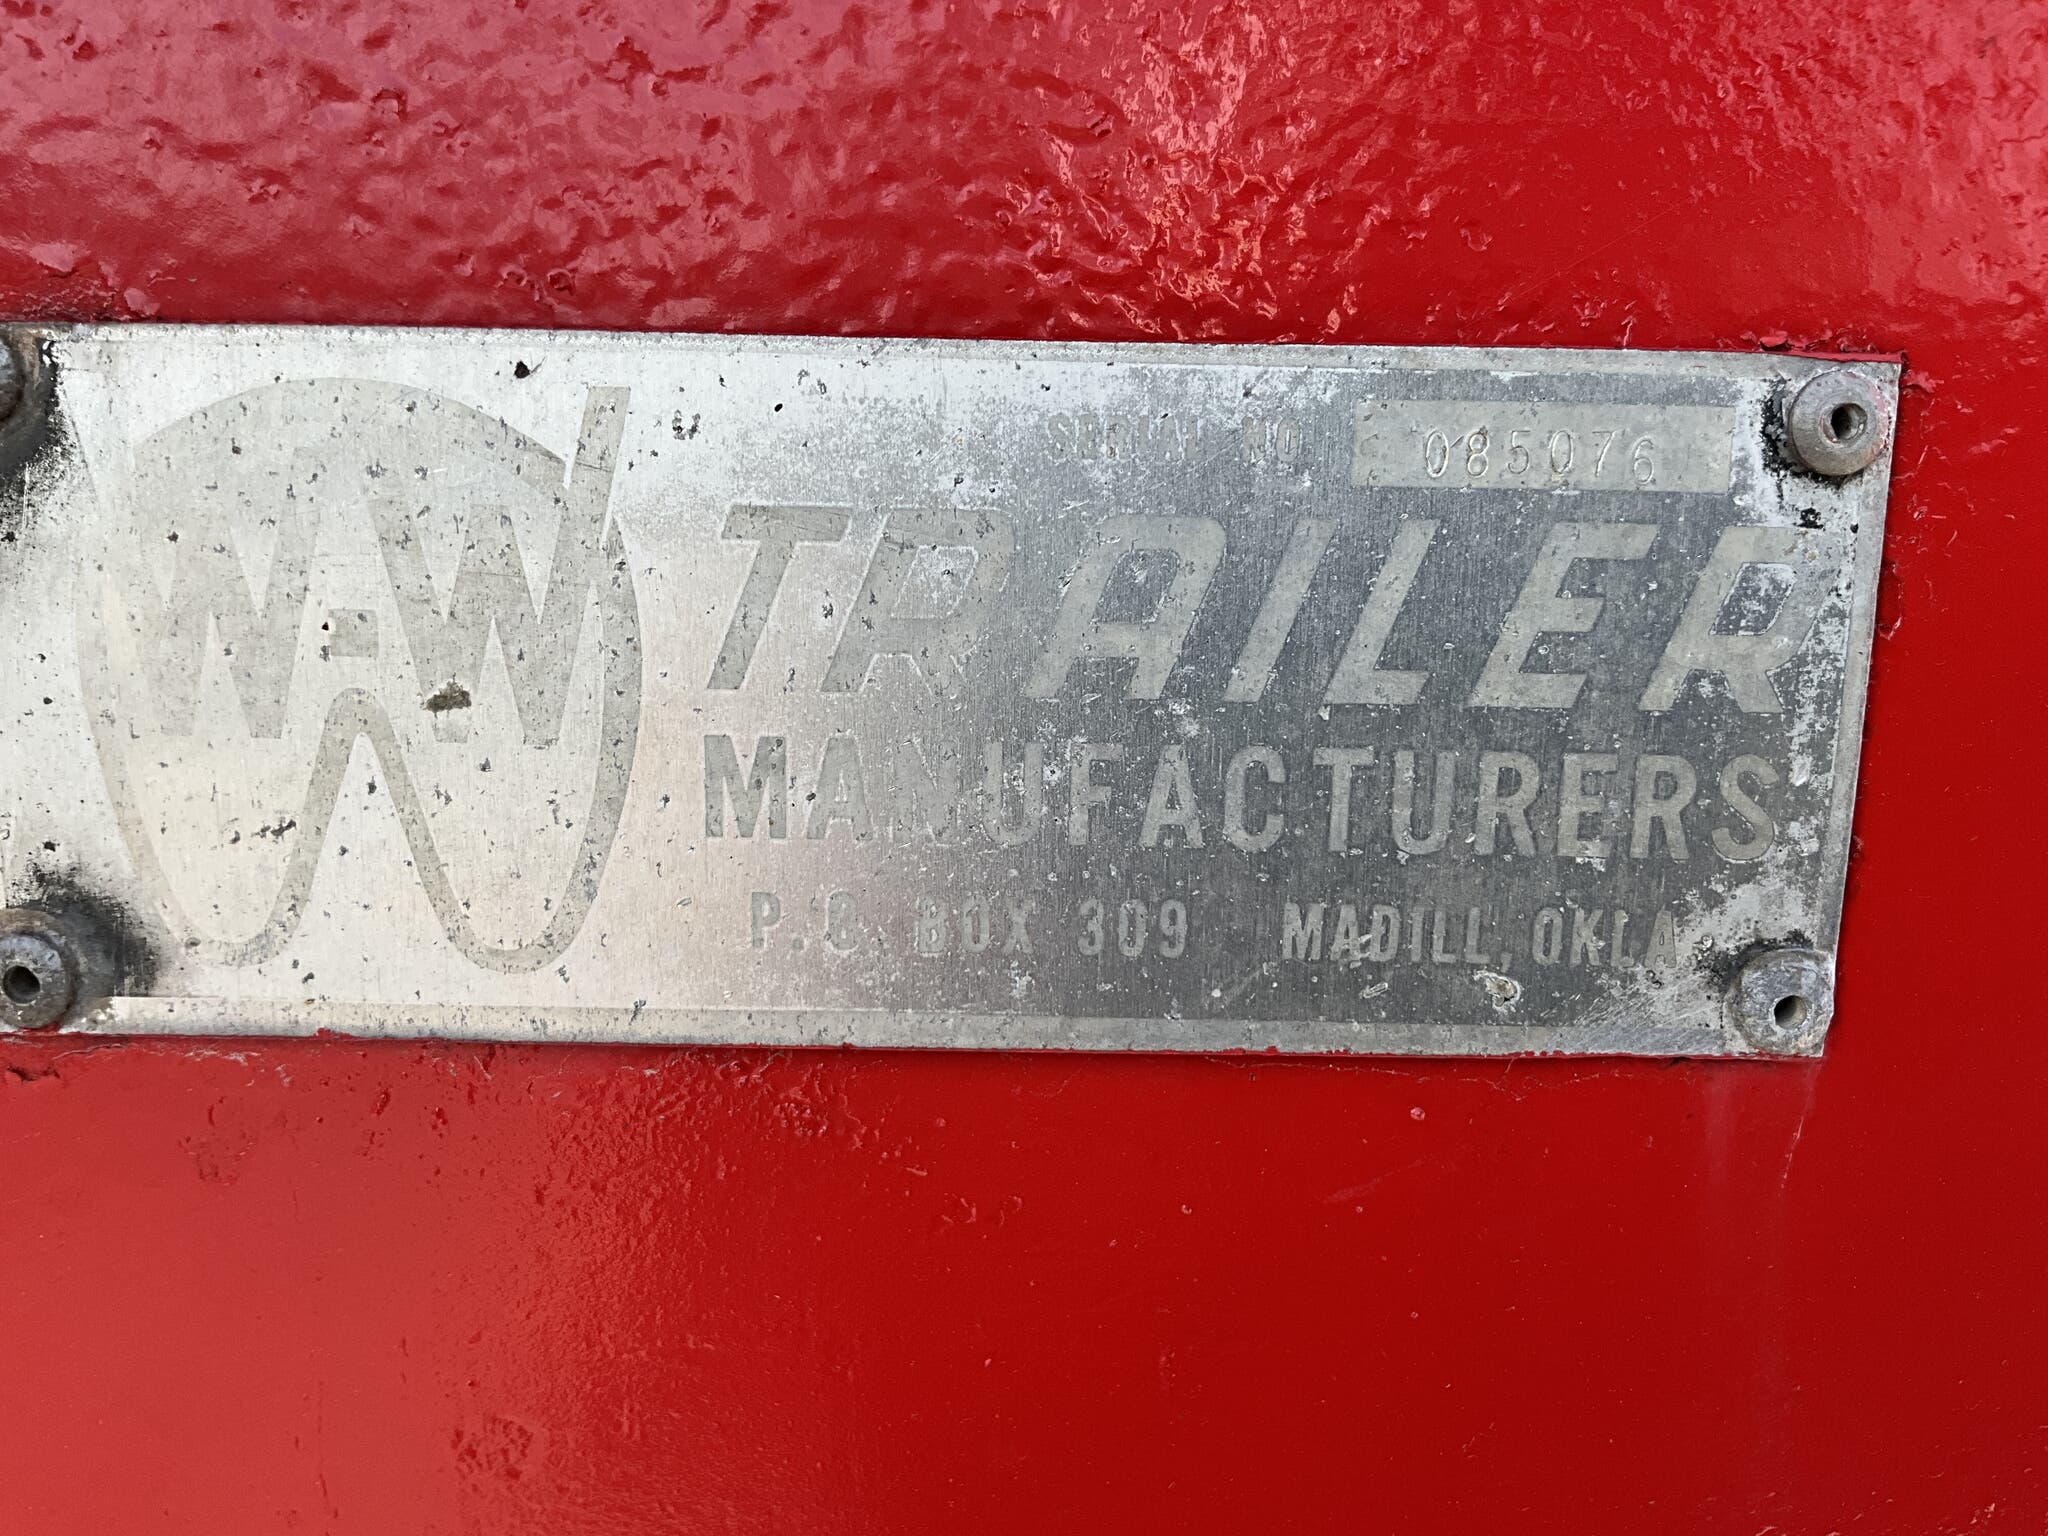 SERIAL NO 085076
W-W TRAILER
MANUFACTURERS
P.O. BOX 309 MADILL, OKLA